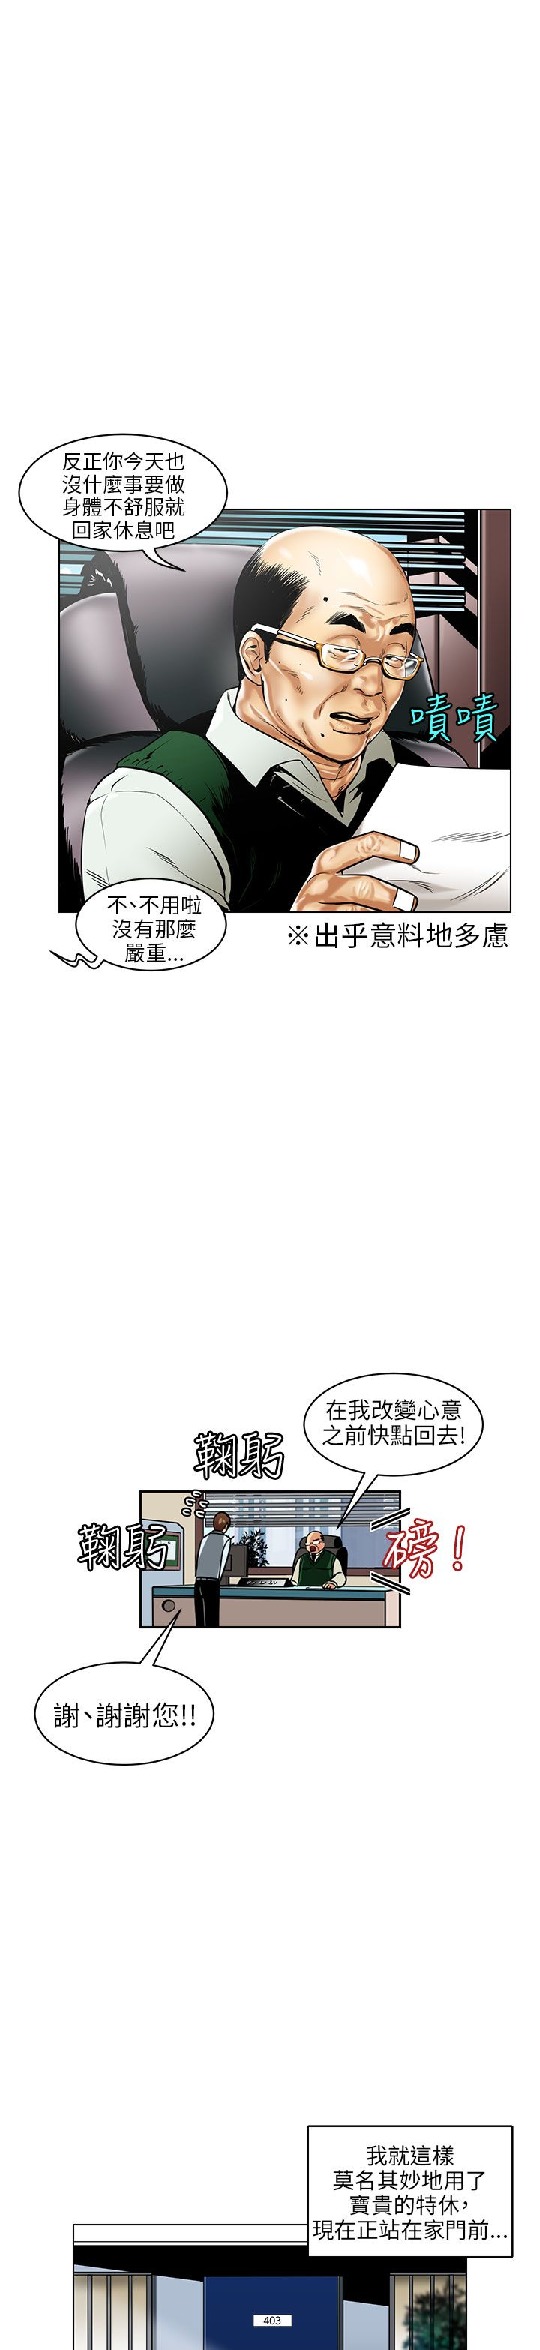 反正你今天也
沒什麼事要做
身體不舒服就
回家休息吧
嘖嘖
不、不用啦
沒有那麼
嚴重...
※出乎意料地多慮
在我改變心意
之前快點回去!
鞠躬
鞠躬
磅!
謝、謝謝您!!
我就這樣
莫名其妙地用了
寶貴的特休,
現在正站在家門前...
403